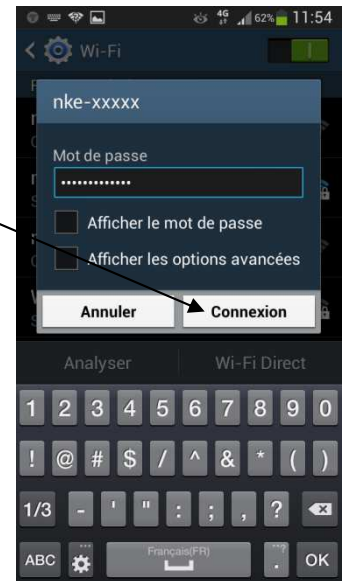 4G 62% 11:54
Wi-Fi
nke-xxxxx
Mot de passe
•••••••••••••
Afficher le mot de passe
Afficher les options avancées
Annuler Connexion
Analyser Wi-Fi Direct
1 2 3 4 5 6 7 8 9 0
! @ # $ / ^ & * ( )
1/3 - ' " : ; , ?
ABC Français(FR) . OK